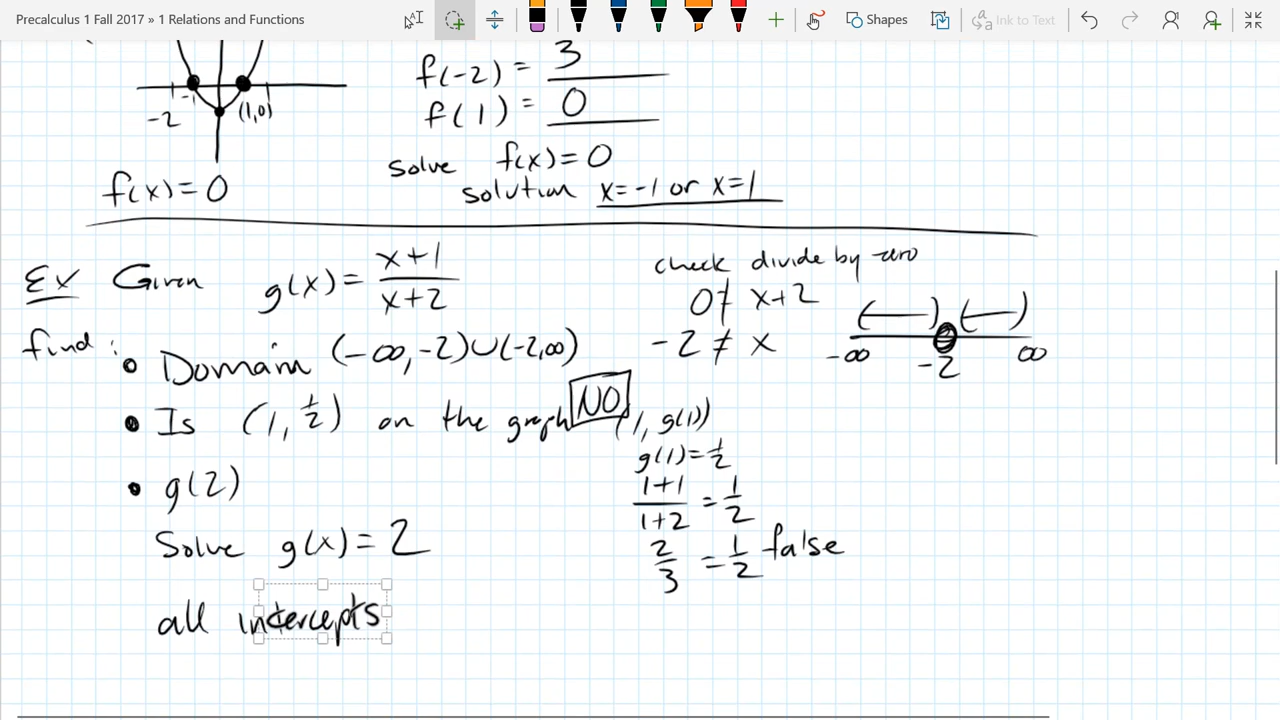 Precalculus 1 Fall 2017 » 1 Relations and Functions
Shapes
Ink to Text
-2
-1
(1,0)
f(x)=0
f(-2) = 3
f(1) = 0
Solve f(x)=0
solution x=-1 or x=1
Ex Given g(x)= x+1 / x+2
find:
• Domain (-∞,-2)∪(-2,∞)
• Is (1, 1/2) on the graph NO
• g(2)
Solve g(x)=2
all intercepts
check divide by zero
0 ≠ x+2
-2 ≠ x
(—) (—)
-∞ -2 ∞
(1, g(1))
g(1)=1/2
1+1 / 1+2 = 1/2
2/3 = 1/2 false